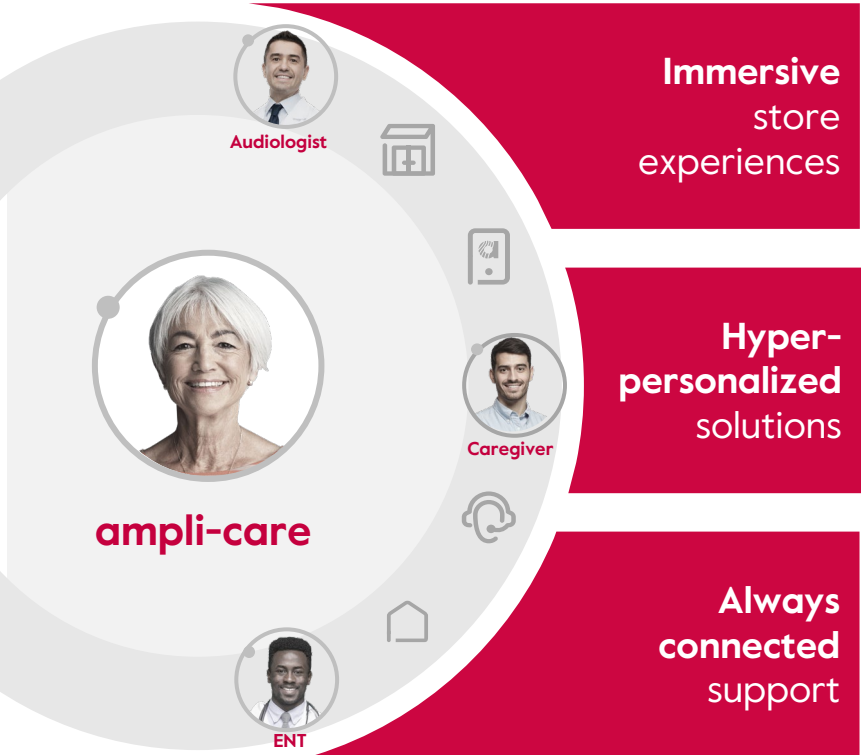 Audiologist
Immersive
store
experiences
Hyper-
personalized
solutions
Caregiver
ampli-care
Always
connected
support
ENT